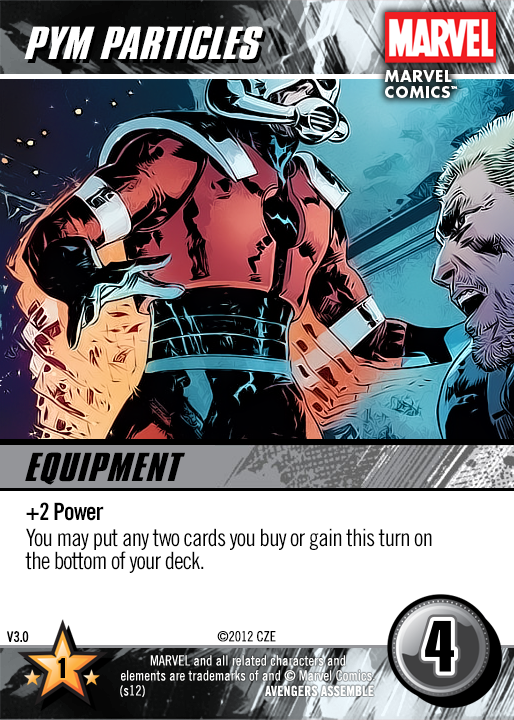 PYM PARTICLES
MARVEL
MARVEL
COMICS™
EQUIPMENT
+2 Power
You may put any two cards you buy or gain this turn on
the bottom of your deck.
V3.0
©2012 CZE
1
MARVEL and all related characters and
elements are trademarks of and © Marvel Comics.
(s12)
AVENGERS ASSEMBLE
4